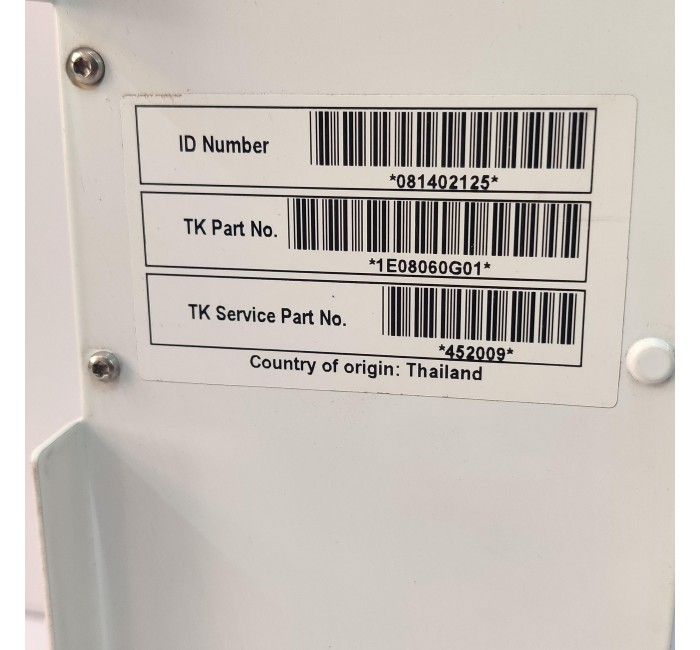 ID Number
*081402125*
TK Part No.
*1E08060G01*
TK Service Part No.
*452009*
Country of origin: Thailand